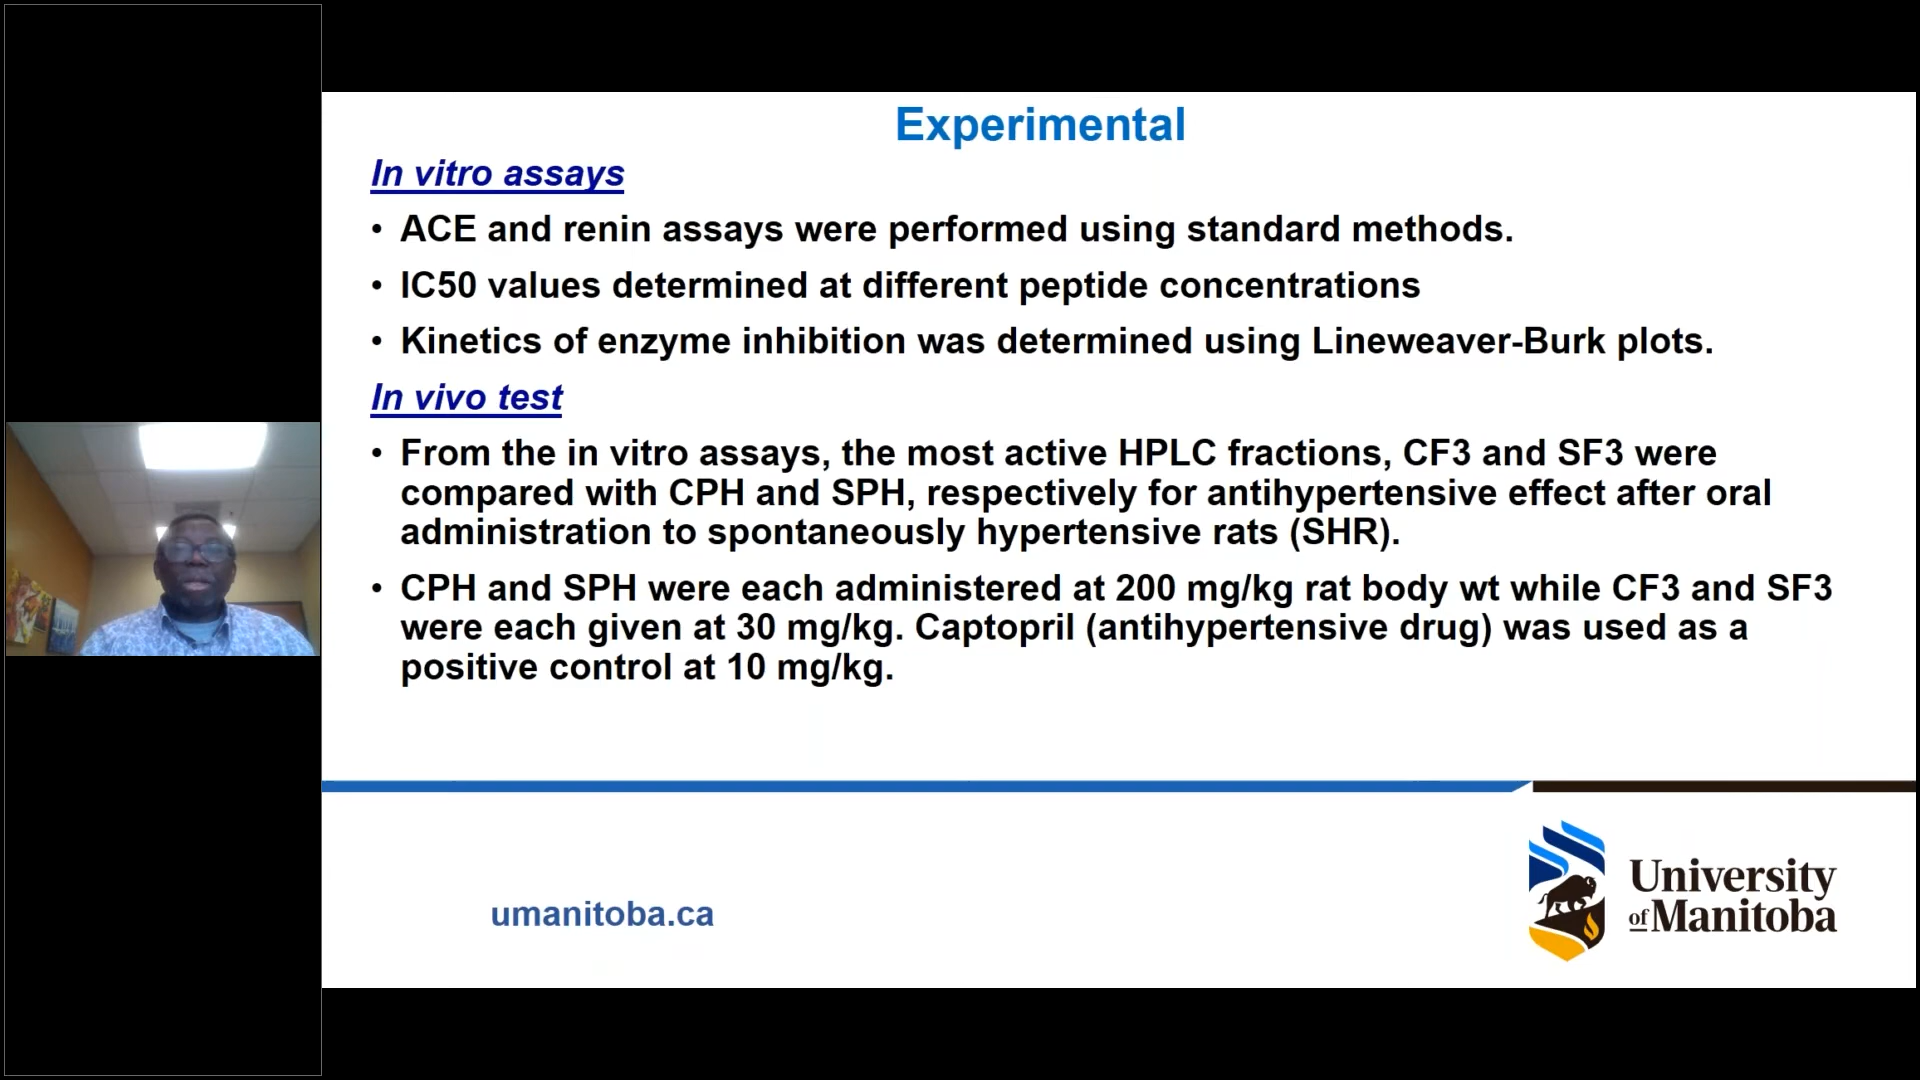 Experimental
In vitro assays
• ACE and renin assays were performed using standard methods.
• IC50 values determined at different peptide concentrations
• Kinetics of enzyme inhibition was determined using Lineweaver-Burk plots.
In vivo test
• From the in vitro assays, the most active HPLC fractions, CF3 and SF3 were
compared with CPH and SPH, respectively for antihypertensive effect after oral
administration to spontaneously hypertensive rats (SHR).
• CPH and SPH were each administered at 200 mg/kg rat body wt while CF3 and SF3
were each given at 30 mg/kg. Captopril (antihypertensive drug) was used as a
positive control at 10 mg/kg.
umanitoba.ca
University
of Manitoba